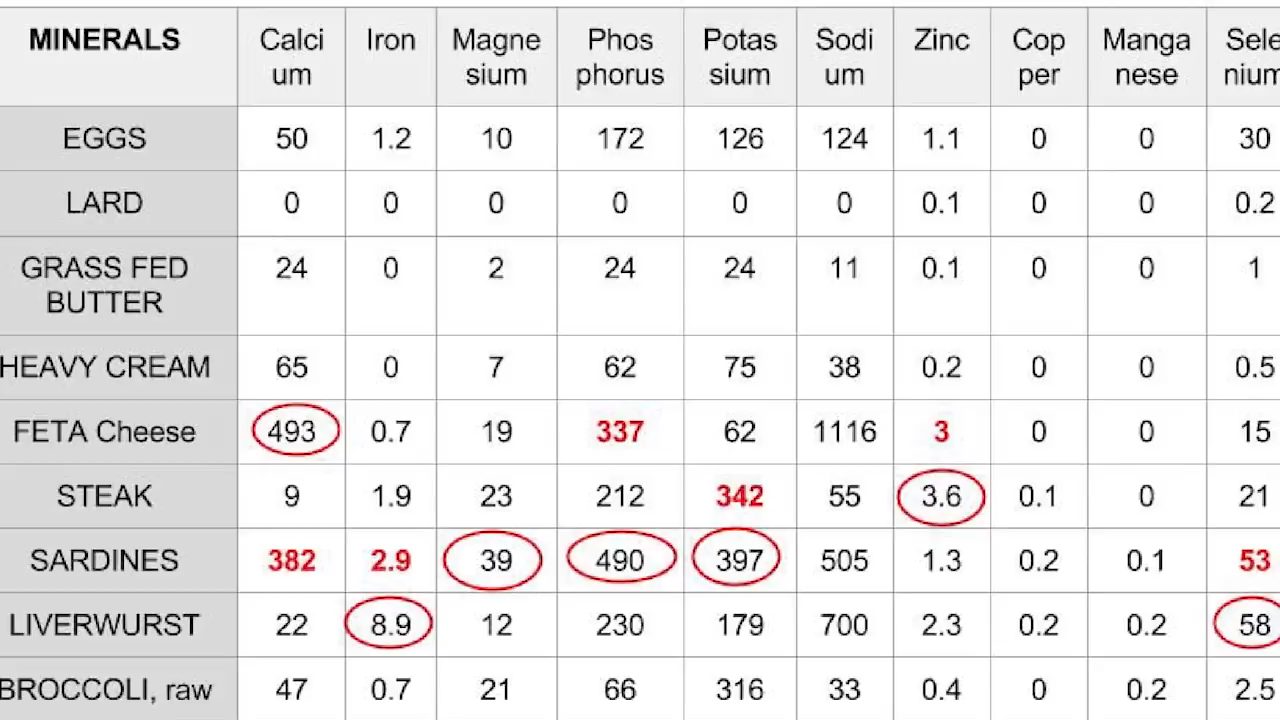 MINERALS Calci um Iron Magne sium Phos phorus Potas sium Sodi um Zinc Cop per Manga nese Sele nium
EGGS 50 1.2 10 172 126 124 1.1 0 0 30
LARD 0 0 0 0 0 0 0.1 0 0 0.2
GRASS FED BUTTER 24 0 2 24 24 11 0.1 0 0 1
HEAVY CREAM 65 0 7 62 75 38 0.2 0 0 0.5
FETA Cheese 493 0.7 19 337 62 1116 3 0 0 15
STEAK 9 1.9 23 212 342 55 3.6 0.1 0 21
SARDINES 382 2.9 39 490 397 505 1.3 0.2 0.1 53
LIVERWURST 22 8.9 12 230 179 700 2.3 0.2 0.2 58
BROCCOLI, raw 47 0.7 21 66 316 33 0.4 0 0.2 2.5